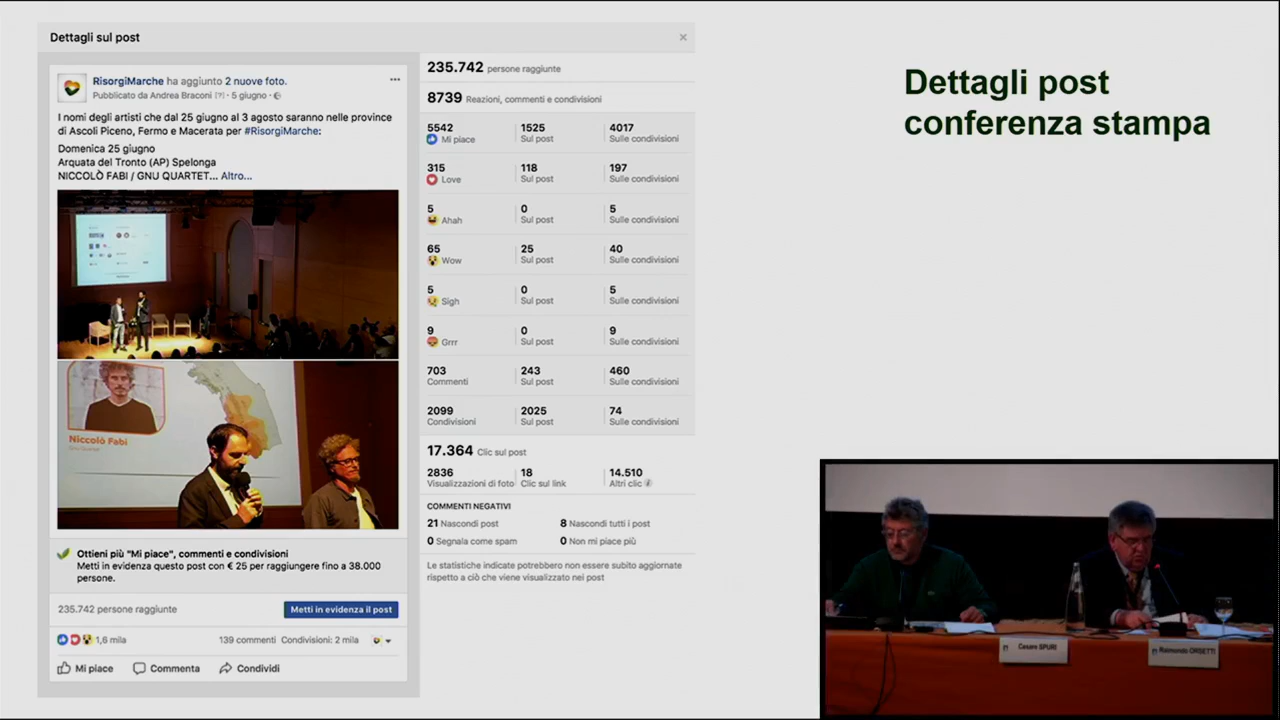 Dettagli sul post
RisorgiMarche ha aggiunto 2 nuove foto.
Pubblicato da Andrea Braconi [?] · 5 giugno ·
I nomi degli artisti che dal 25 giugno al 3 agosto saranno nelle province
di Ascoli Piceno, Fermo e Macerata per #RisorgiMarche:
Domenica 25 giugno
Arquata del Tronto (AP) Spelonga
NICCOLÒ FABI / GNU QUARTET... Altro...
Niccolò Fabi
Gnu Quartet
Ottieni più "Mi piace", commenti e condivisioni
Metti in evidenza questo post con € 25 per raggiungere fino a 38.000
persone.
235.742 persone raggiunte
Metti in evidenza il post
1,6 mila
139 commenti Condivisioni: 2 mila
Mi piace Commenta Condividi
235.742 persone raggiunte
8739 Reazioni, commenti e condivisioni
5542 1525 4017
Mi piace Sul post Sulle condivisioni
315 118 197
Love Sul post Sulle condivisioni
5 0 5
Ahah Sul post Sulle condivisioni
65 25 40
Wow Sul post Sulle condivisioni
5 0 5
Sigh Sul post Sulle condivisioni
9 0 9
Grrr Sul post Sulle condivisioni
703 243 460
Commenti Sul post Sulle condivisioni
2099 2025 74
Condivisioni Sul post Sulle condivisioni
17.364 Clic sul post
2836 18 14.510
Visualizzazioni di foto Clic sul link Altri clic
COMMENTI NEGATIVI
21 Nascondi post 8 Nascondi tutti i post
0 Segnala come spam 0 Non mi piace più
Le statistiche indicate potrebbero non essere subito aggiornate
rispetto a ciò che viene visualizzato nei post
Dettagli post
conferenza stampa
Cesare SPURI
Raimondo ORSETTI